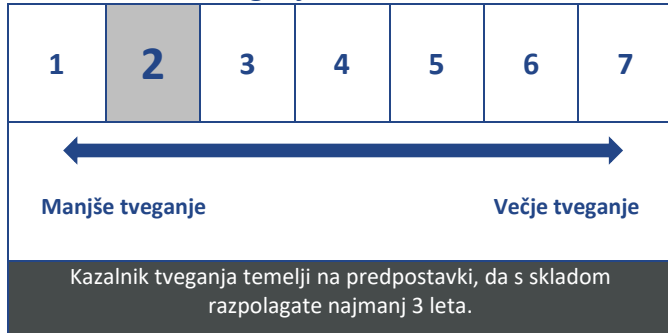 1 2 3 4 5 6 7
Manjše tveganje Večje tveganje
Kazalnik tveganja temelji na predpostavki, da s skladom
razpolagate najmanj 3 leta.